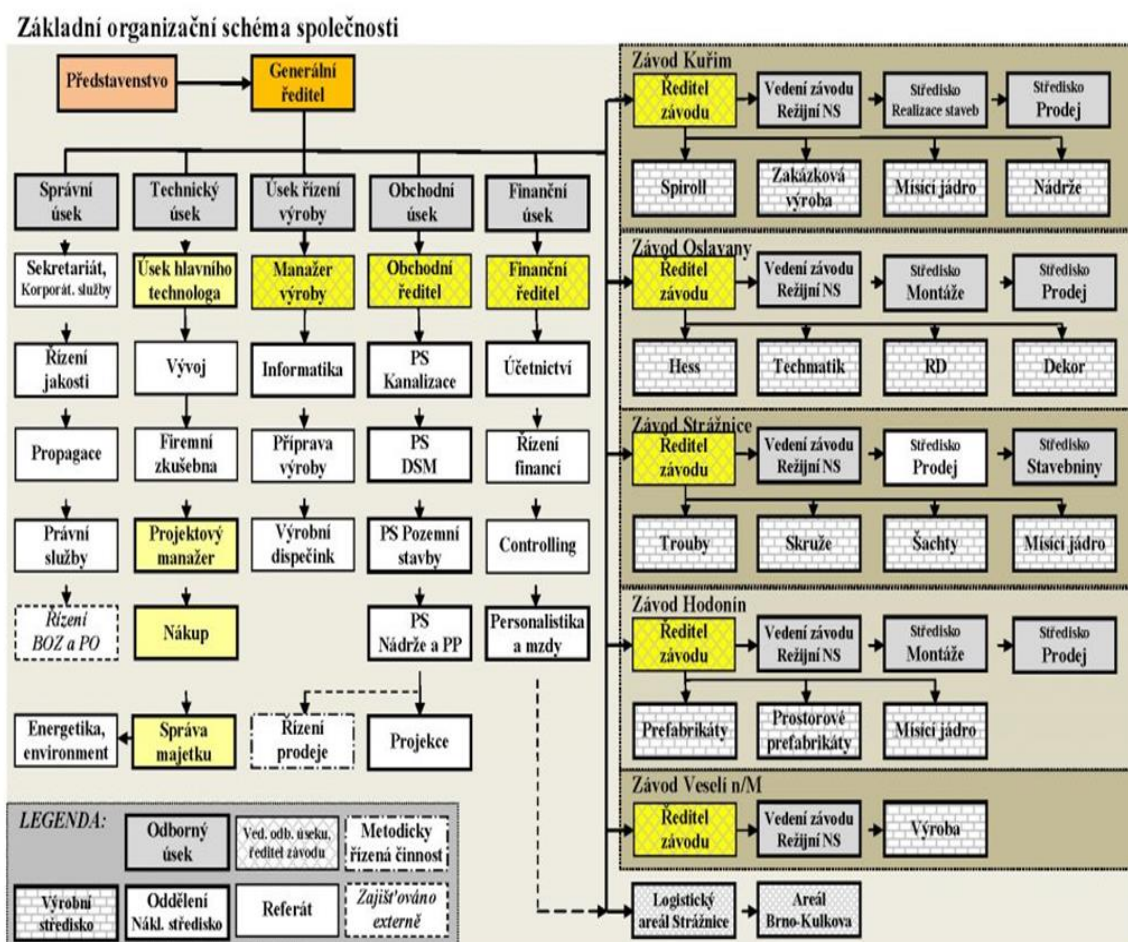 Základní organizační schéma společnosti
Představenstvo
Generální
ředitel
Správní
úsek
Technický
úsek
Úsek řízení
výroby
Obchodní
úsek
Finanční
úsek
Sekretariát,
Korporát. služby
Úsek hlavního
technologa
Manažer
výroby
Obchodní
ředitel
Finanční
ředitel
Řízení
jakosti
Vývoj
Informatika
PS
Kanalizace
Účetnictví
Propagace
Firemní
zkušebna
Příprava
výroby
PS
DSM
Řízení
financí
Právní
služby
Projektový
manažer
Výrobní
dispečink
PS Pozemní
stavby
Controlling
Řízení
BOZ a PO
Nákup
PS
Nádrže a PP
Personalistika
a mzdy
Energetika,
environment
Správa
majetku
Řízení
prodeje
Projekce
Závod Kuřim
Ředitel
závodu
Vedení závodu
Režijní NS
Středisko
Realizace staveb
Středisko
Prodej
Spiroll
Zakázková
výroba
Mísící jádro
Nádrže
Závod Oslavany
Ředitel
závodu
Vedení závodu
Režijní NS
Středisko
Montáže
Středisko
Prodej
Hess
Techmatik
RD
Dekor
Závod Strážnice
Ředitel
závodu
Vedení závodu
Režijní NS
Středisko
Prodej
Středisko
Stavebniny
Trouby
Skruže
Šachty
Mísící jádro
Závod Hodonín
Ředitel
závodu
Vedení závodu
Režijní NS
Středisko
Montáže
Středisko
Prodej
Prefabrikáty
Prostorové
prefabrikáty
Mísící jádro
Závod Veselí n/M
Ředitel
závodu
Vedení závodu
Režijní NS
Výroba
Logistický
areál Strážnice
Areál
Brno-Kulkova
LEGENDA:
Odborný
úsek
Ved. odb. úseku,
ředitel závodu
Metodicky
řízená činnost
Výrobní
středisko
Oddělení
Nákl. středisko
Referát
Zajišťováno
externě